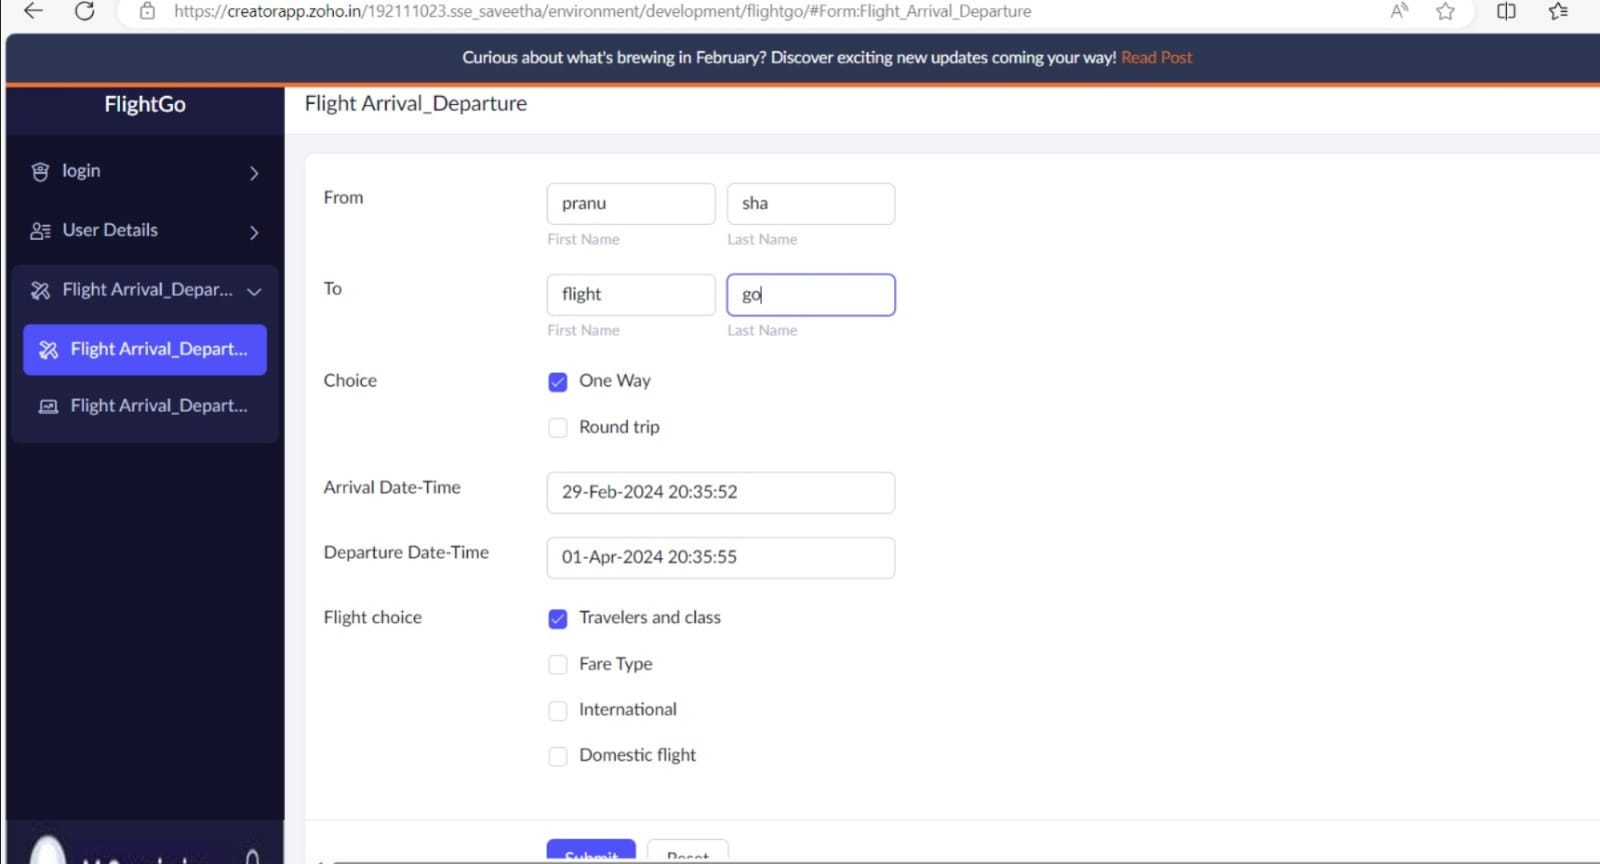 https://creatorapp.zoho.in/192111023.sse_saveetha/environment/development/flightgo/#Form:Flight_Arrival_Departure
Curious about what's brewing in February? Discover exciting new updates coming your way! Read Post
FlightGo
Flight Arrival_Departure
login
User Details
Flight Arrival_Depar...
Flight Arrival_Depart...
Flight Arrival_Depart...
From
pranu sha
First Name Last Name
To
flight go
First Name Last Name
Choice
One Way
Round trip
Arrival Date-Time
29-Feb-2024 20:35:52
Departure Date-Time
01-Apr-2024 20:35:55
Flight choice
Travelers and class
Fare Type
International
Domestic flight
Submit Reset